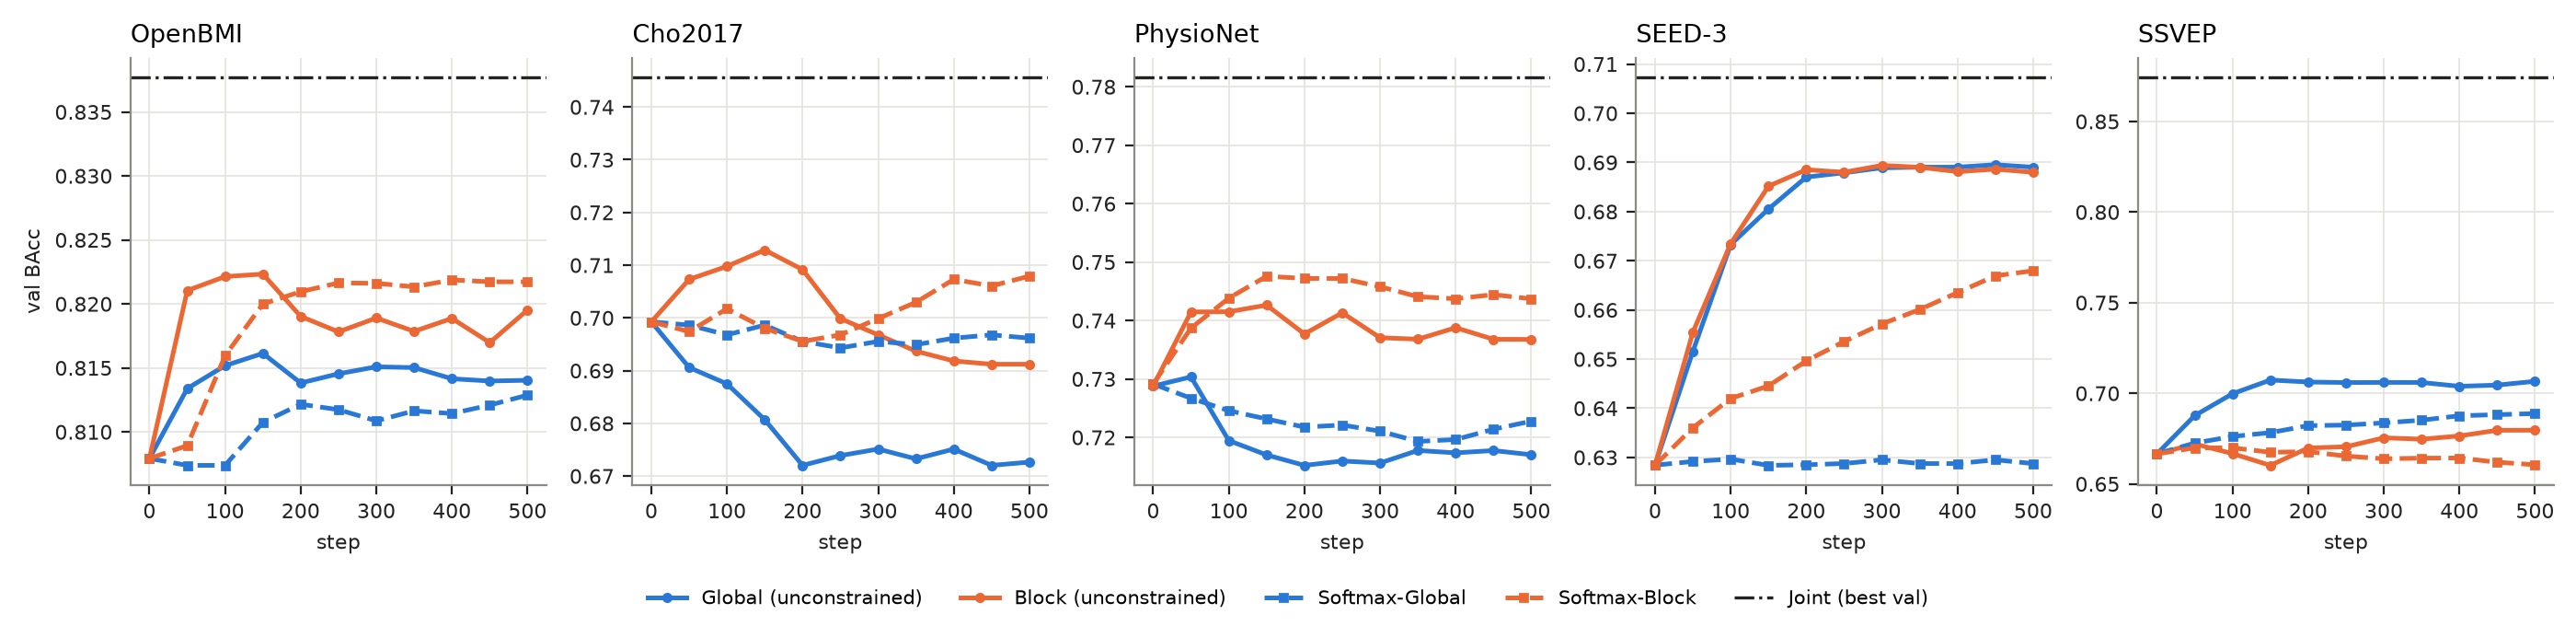 OpenBMI
Cho2017
PhysioNet
SEED-3
SSVEP
val BAcc
0.835
0.830
0.825
0.820
0.815
0.810
0 100 200 300 400 500
step
0.74
0.73
0.72
0.71
0.70
0.69
0.68
0.67
0 100 200 300 400 500
step
0.78
0.77
0.76
0.75
0.74
0.73
0.72
0 100 200 300 400 500
step
0.71
0.70
0.69
0.68
0.67
0.66
0.65
0.64
0.63
0 100 200 300 400 500
step
0.85
0.80
0.75
0.70
0.65
0 100 200 300 400 500
step
Global (unconstrained) Block (unconstrained) Softmax-Global Softmax-Block Joint (best val)